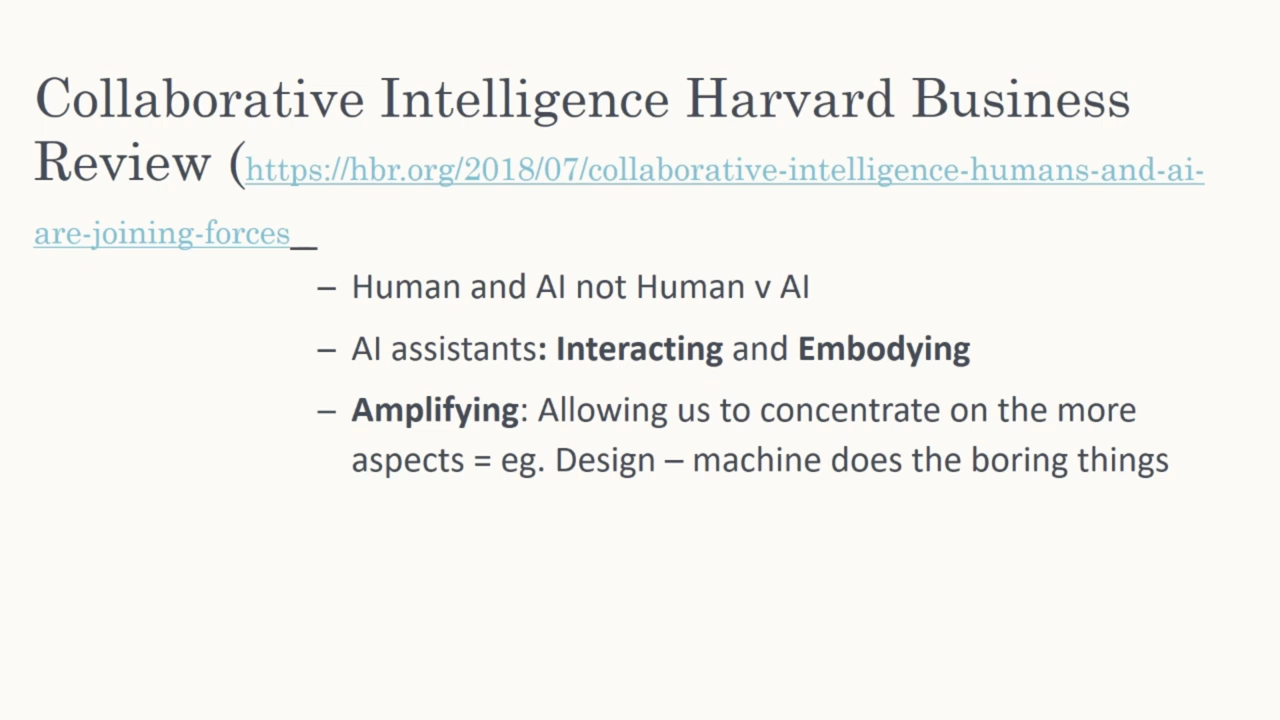 Collaborative Intelligence Harvard Business
Review (https://hbr.org/2018/07/collaborative-intelligence-humans-and-ai-
are-joining-forces_
– Human and AI not Human v AI
– AI assistants: Interacting and Embodying
– Amplifying: Allowing us to concentrate on the more
aspects = eg. Design – machine does the boring things